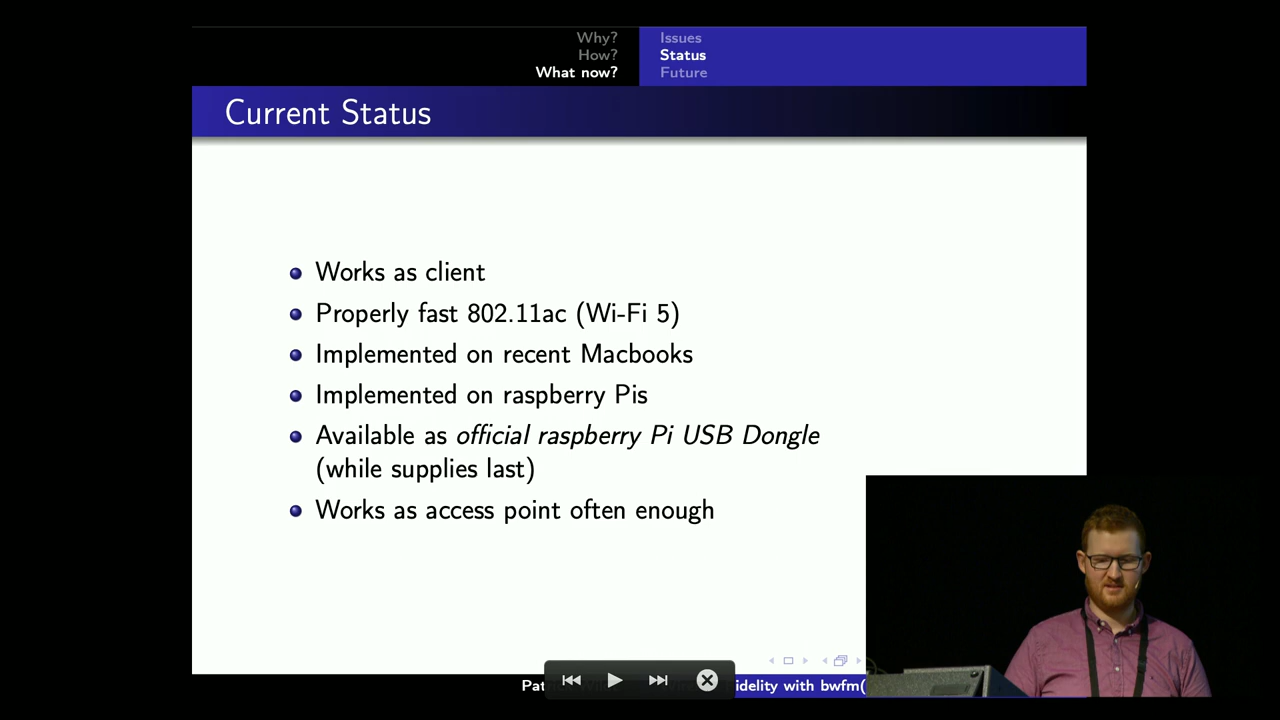 Why?
How?
What now?
Issues
Status
Future
Current Status
Works as client
Properly fast 802.11ac (Wi-Fi 5)
Implemented on recent Macbooks
Implemented on raspberry Pis
Available as official raspberry Pi USB Dongle
(while supplies last)
Works as access point often enough
idelity with bwfm(